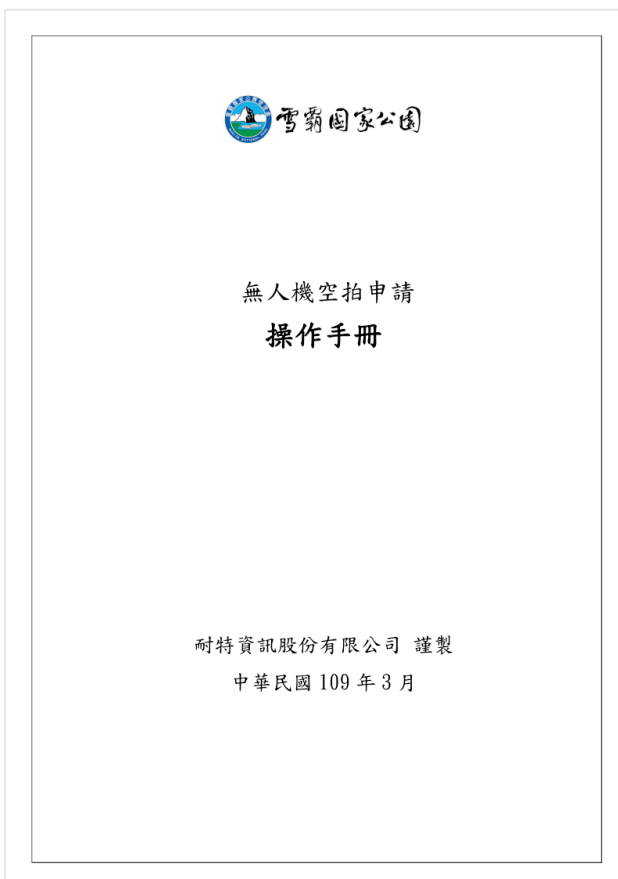 雪霸国家公園
無人機空拍申請
操作手冊
耐特資訊股份有限公司 謹製
中華民國 109 年 3 月